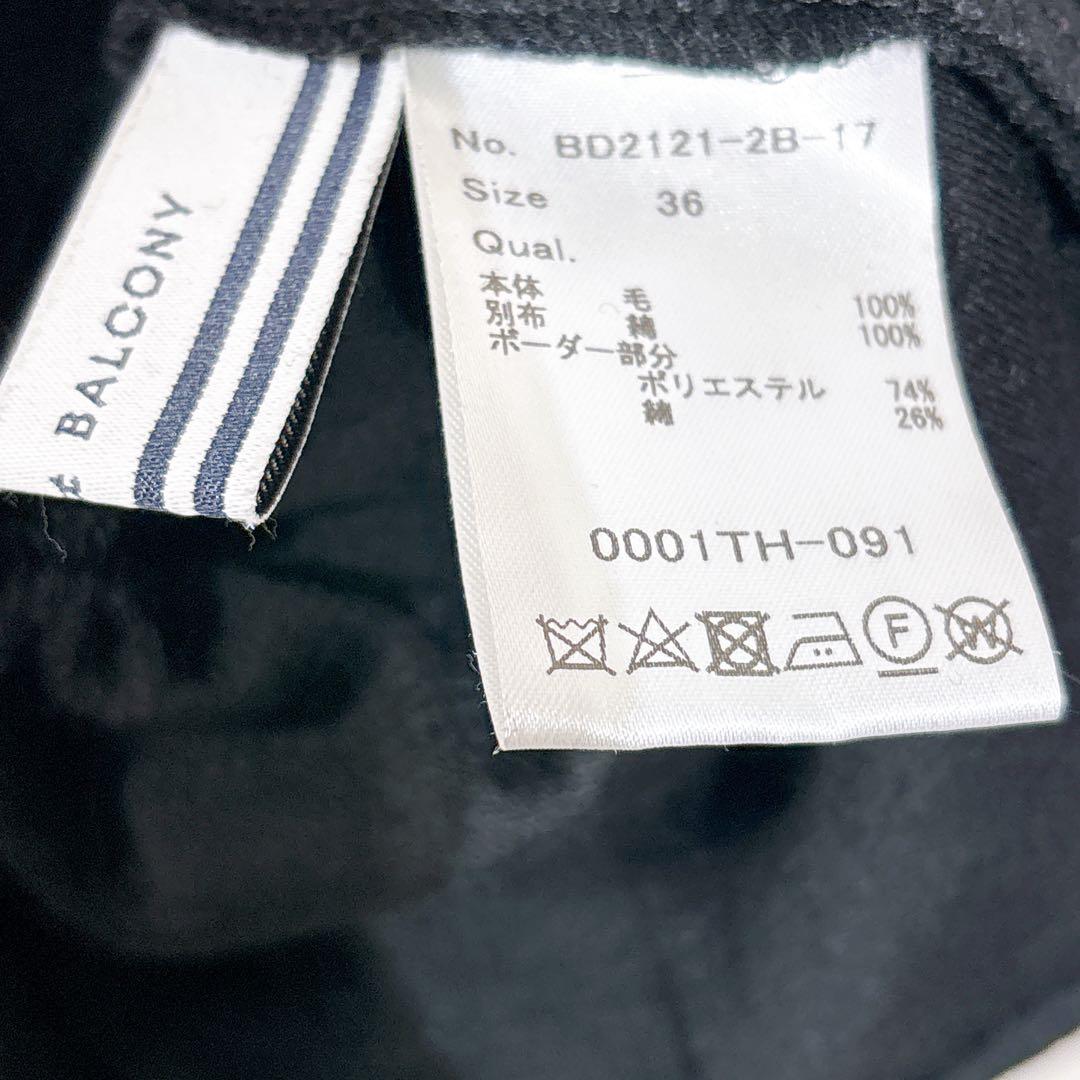 & BALCONY
No. BD2121-2B-17
Size 36
Qual.
本体 毛 100%
別布 綿 100%
ボーダー部分
ポリエステル 74%
綿 26%
0001TH-091
F
W